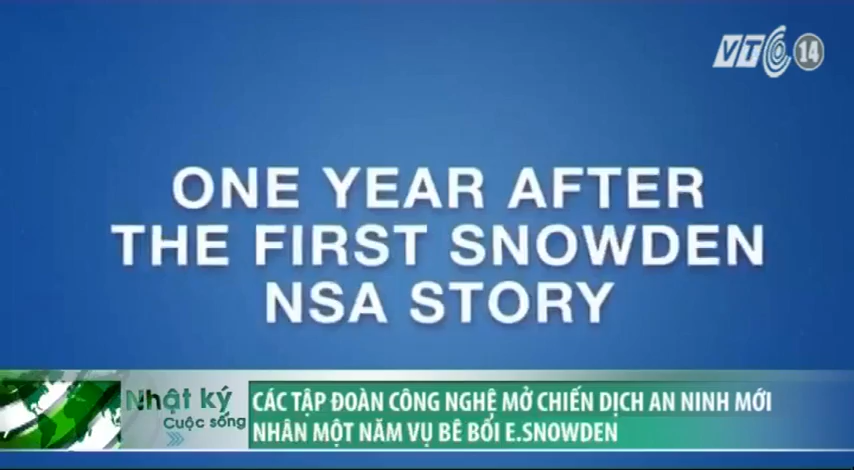 VTC 14
ONE YEAR AFTER
THE FIRST SNOWDEN
NSA STORY
Nhật ký
Cuộc sống
CÁC TẬP ĐOÀN CÔNG NGHỆ MỞ CHIẾN DỊCH AN NINH MỚI
NHÂN MỘT NĂM VỤ BÊ BỐI E.SNOWDEN